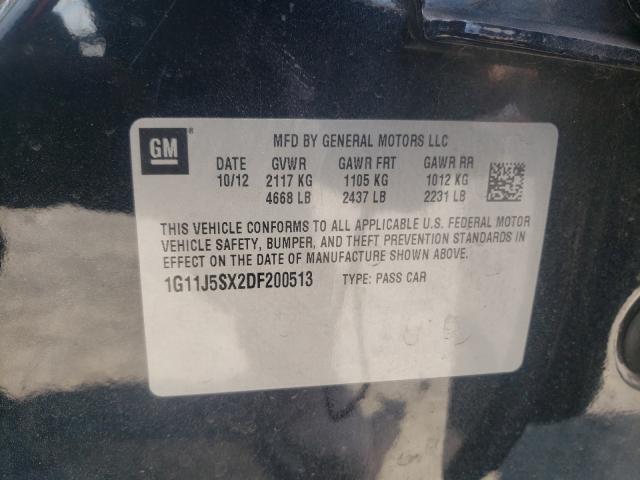 GM ®
MFD BY GENERAL MOTORS LLC
DATE GVWR GAWR FRT GAWR RR
10/12 2117 KG 1105 KG 1012 KG
4668 LB 2437 LB 2231 LB
THIS VEHICLE CONFORMS TO ALL APPLICABLE U.S. FEDERAL MOTOR
VEHICLE SAFETY, BUMPER, AND THEFT PREVENTION STANDARDS IN
EFFECT ON THE DATE OF MANUFACTURE SHOWN ABOVE.
1G11J5SX2DF200513 TYPE: PASS CAR